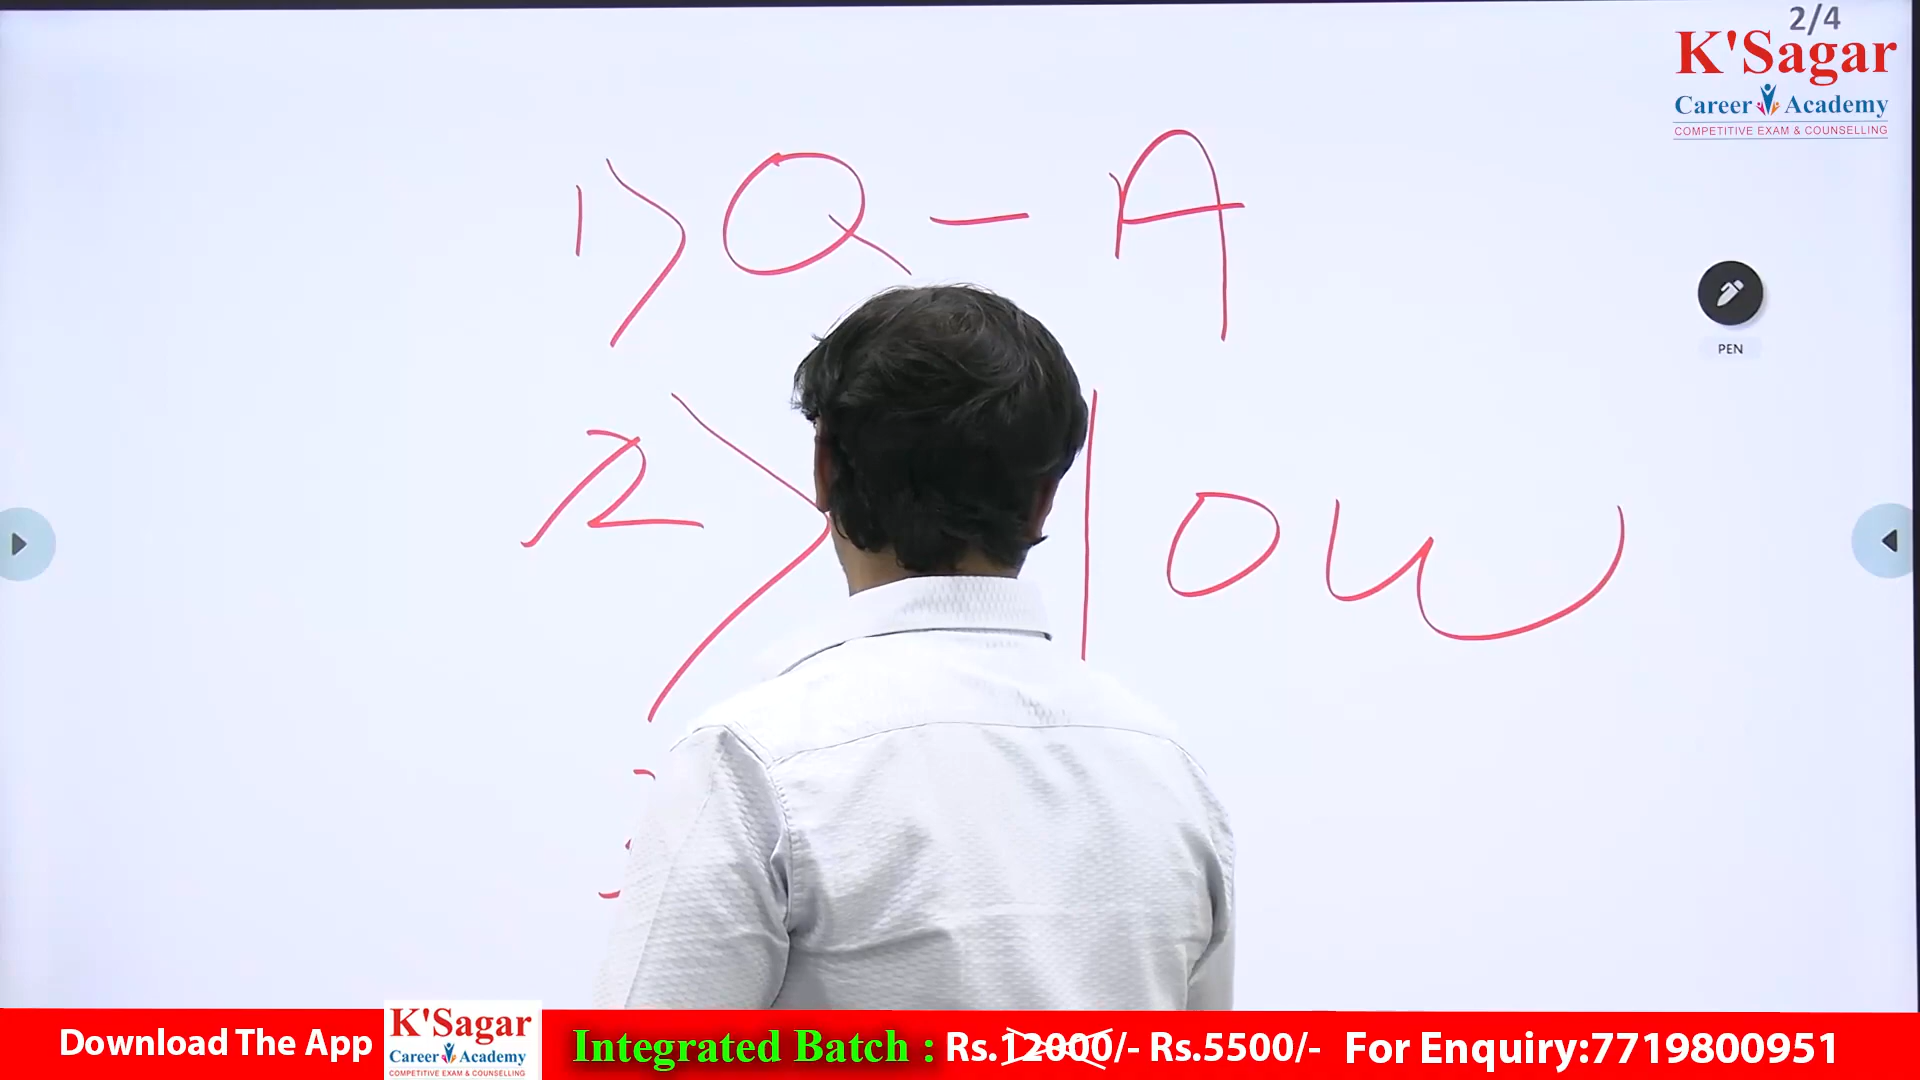 2/4
K'Sagar
Career Academy
COMPETITIVE EXAM & COUNSELLING
1) Q - A
PEN
2) low
Download The App
K'Sagar
Career Academy
COMPETITIVE EXAM & COUNSELLING
Integrated Batch : Rs.12000/- Rs.5500/- For Enquiry:7719800951